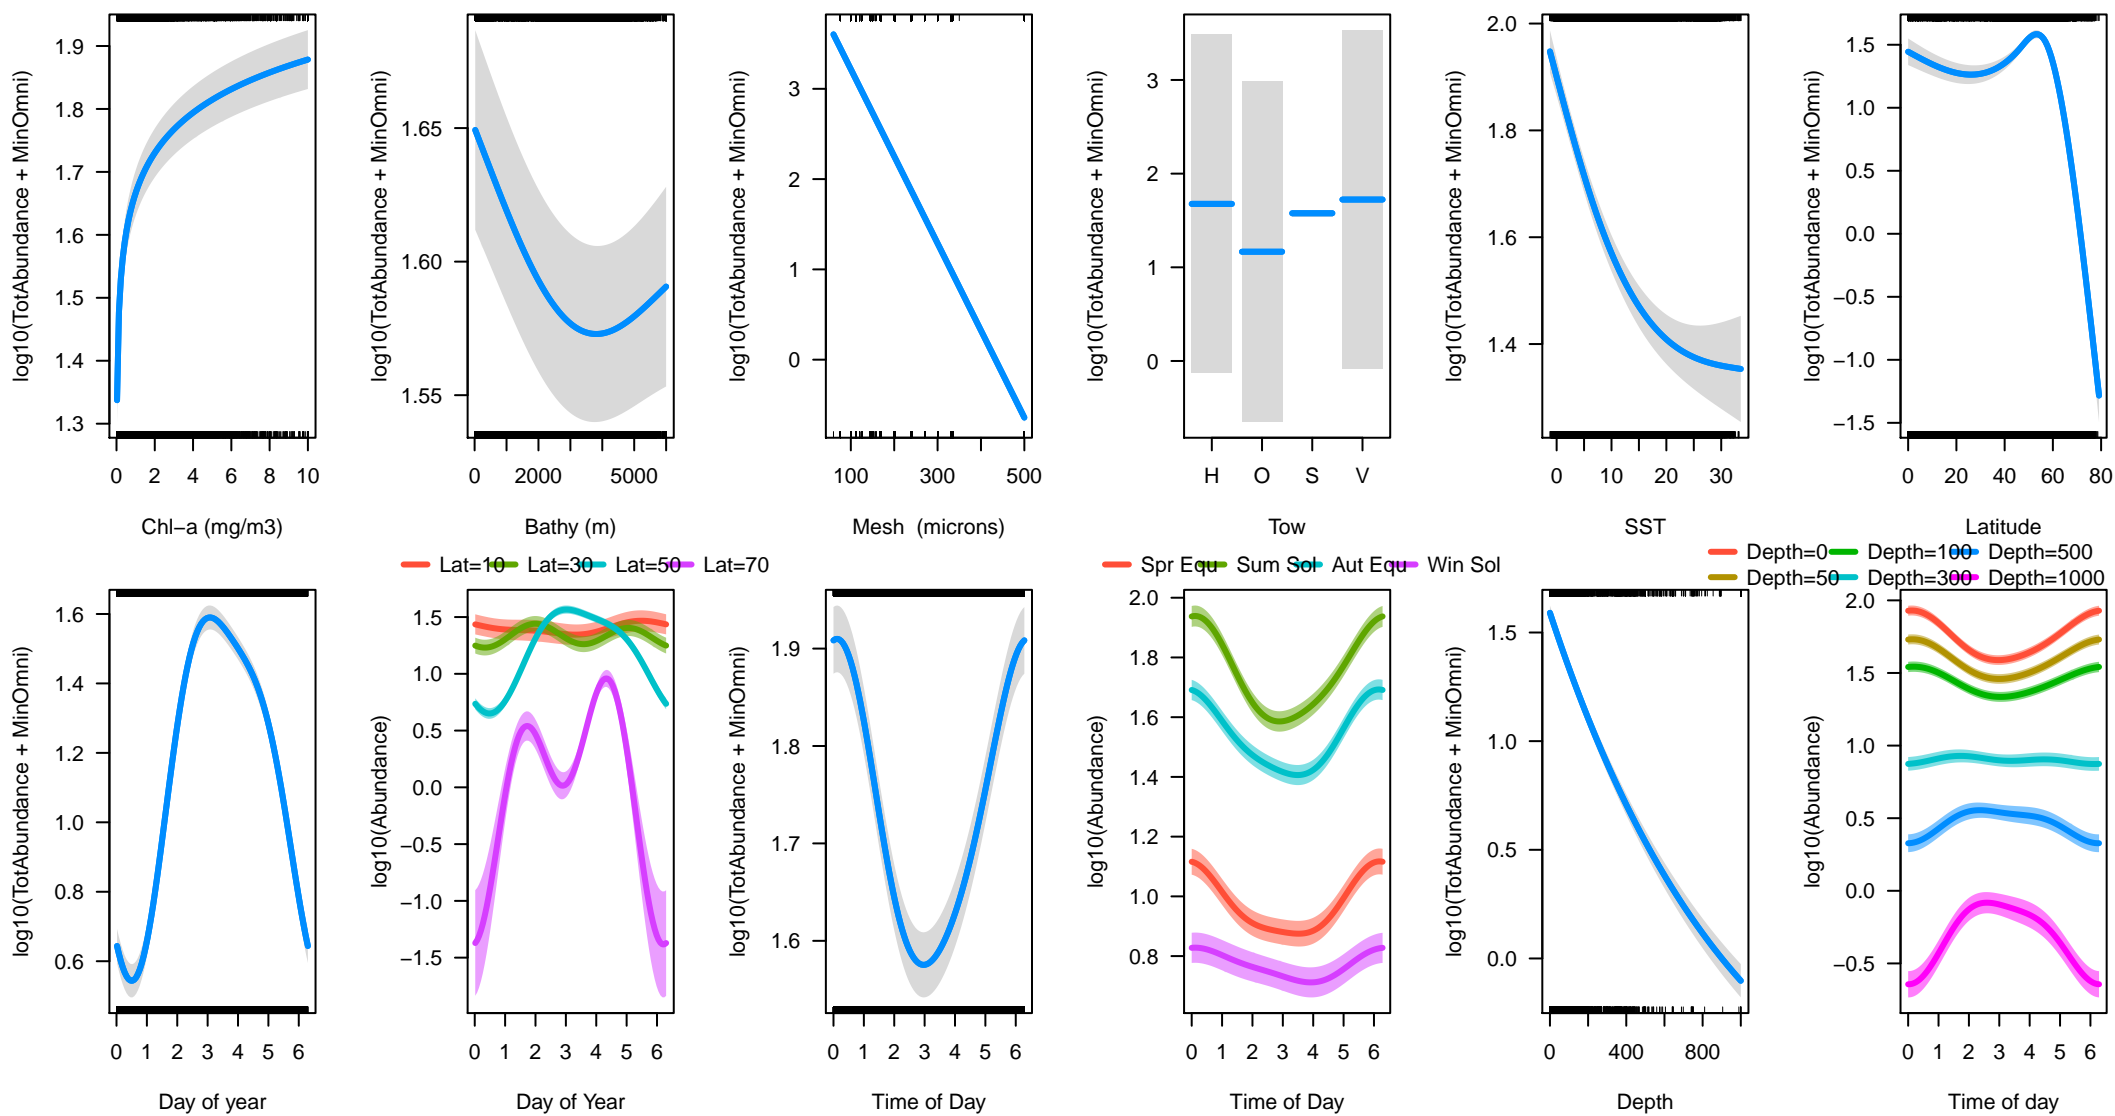 log10(TotAbundance + MinOmni)
1.9
1.8
1.7
1.6
1.5
1.4
1.3
0 2 4 6 8 10
Chl−a (mg/m3)
log10(TotAbundance + MinOmni)
1.65
1.60
1.55
0 2000 5000
Bathy (m)
log10(TotAbundance + MinOmni)
3
2
1
0
100 300 500
Mesh (microns)
log10(TotAbundance + MinOmni)
3
2
1
0
H O S V
Tow
log10(TotAbundance + MinOmni)
2.0
1.8
1.6
1.4
0 10 20 30
SST
log10(TotAbundance + MinOmni)
1.5
1.0
0.5
0.0
−0.5
−1.0
−1.5
0 20 40 60 80
Latitude
log10(TotAbundance + MinOmni)
1.6
1.4
1.2
1.0
0.8
0.6
0 1 2 3 4 5 6
Day of year
Lat=10 Lat=30 Lat=50 Lat=70
log10(Abundance)
1.5
1.0
0.5
0.0
−0.5
−1.0
−1.5
0 1 2 3 4 5 6
Day of Year
log10(TotAbundance + MinOmni)
1.9
1.8
1.7
1.6
0 1 2 3 4 5 6
Time of Day
Spr Equ Sum Sol Aut Equ Win Sol
log10(Abundance)
2.0
1.8
1.6
1.4
1.2
1.0
0.8
0 1 2 3 4 5 6
Time of Day
log10(TotAbundance + MinOmni)
1.5
1.0
0.5
0.0
0 400 800
Depth
Depth=0 Depth=100 Depth=500
Depth=50 Depth=300 Depth=1000
log10(Abundance)
2.0
1.5
1.0
0.5
0.0
−0.5
0 1 2 3 4 5 6
Time of day